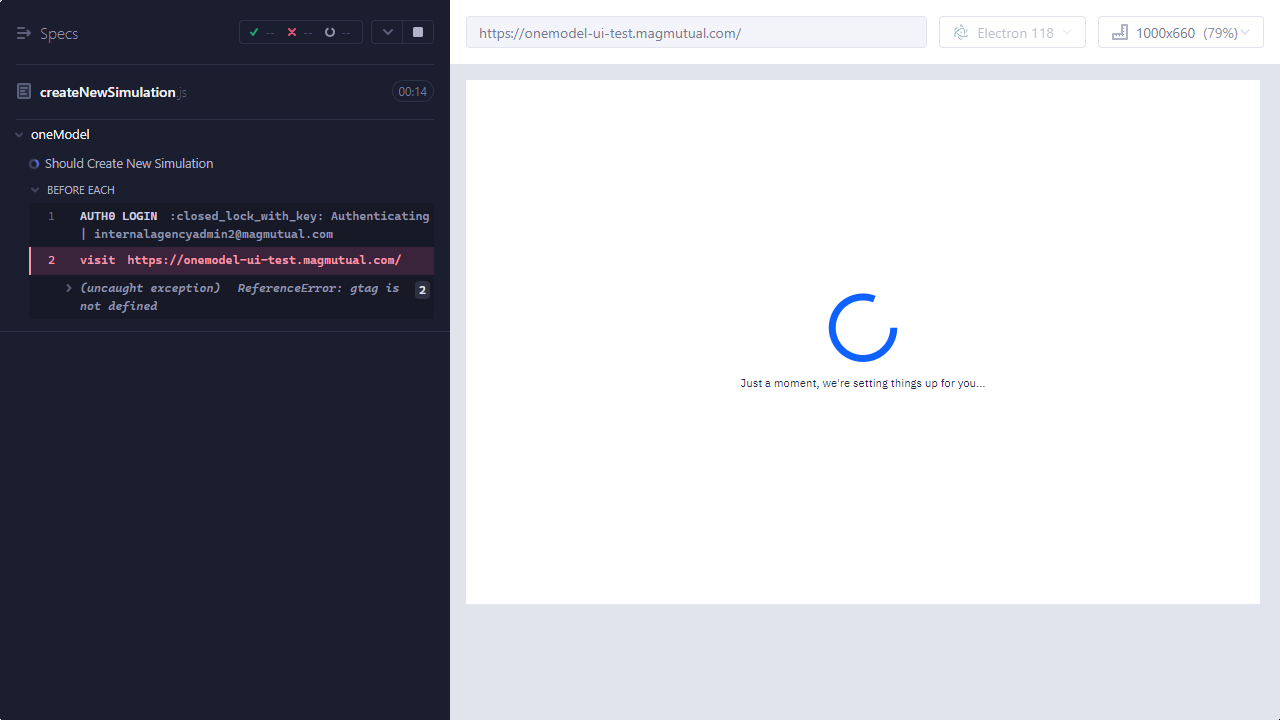 Specs
-- -- --
createNewSimulation.js 00:14
oneModel
Should Create New Simulation
BEFORE EACH
1 AUTH0 LOGIN :closed_lock_with_key: Authenticating
| internalagencyadmin2@magmutual.com
2 visit https://onemodel-ui-test.magmutual.com/
(uncaught exception) ReferenceError: gtag is
not defined 2
https://onemodel-ui-test.magmutual.com/
Electron 118
1000x660 (79%)
Just a moment, we're setting things up for you...